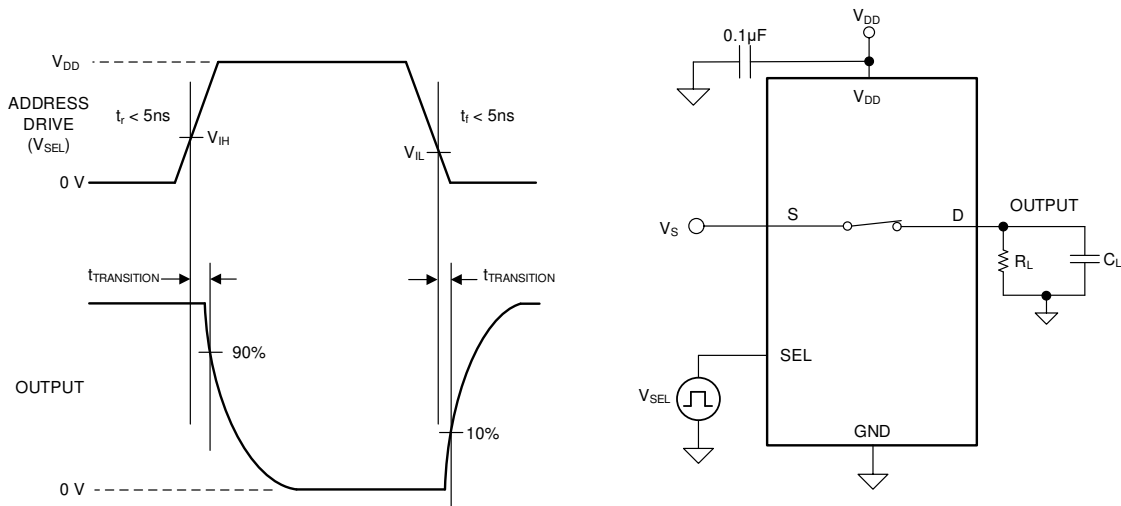 V_DD
ADDRESS
DRIVE
(V_SEL)
t_r < 5ns
t_f < 5ns
V_IH
V_IL
0 V
t_TRANSITION
t_TRANSITION
90%
OUTPUT
10%
0 V
V_DD
0.1µF
V_DD
V_S
S
D
OUTPUT
R_L
C_L
SEL
V_SEL
GND